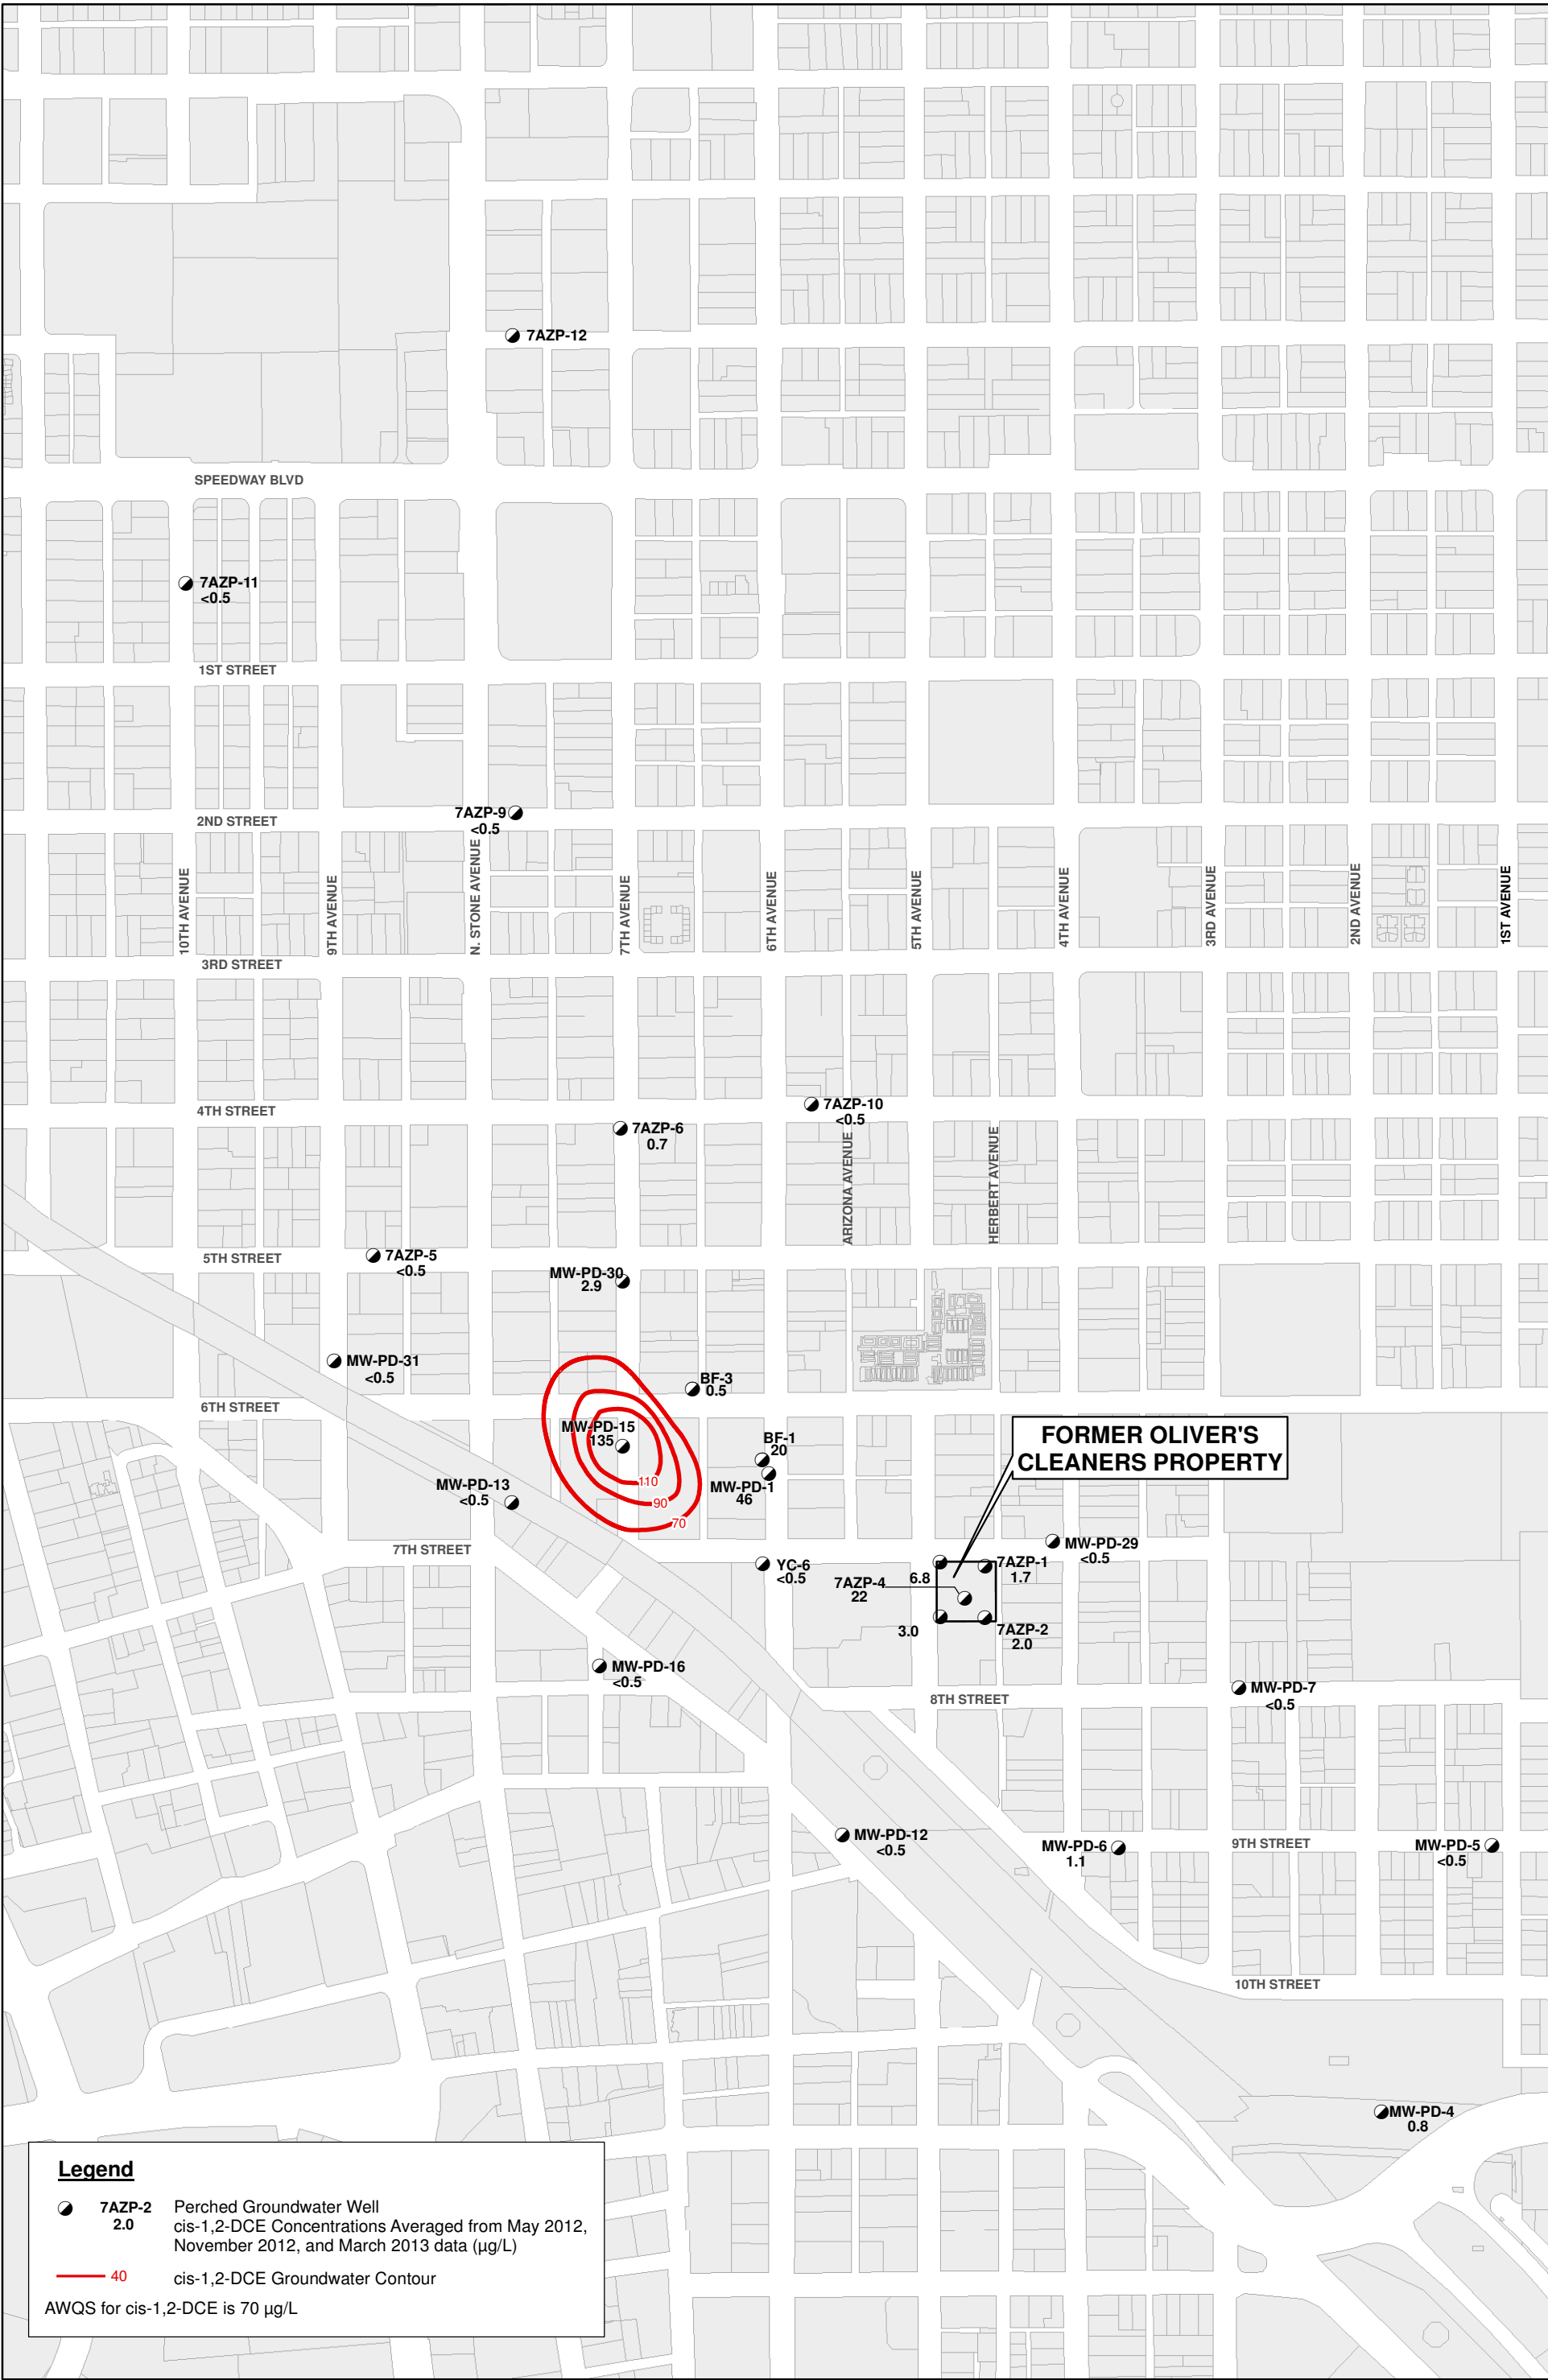 7AZP-12
SPEEDWAY BLVD
7AZP-11
<0.5
1ST STREET
7AZP-9
<0.5
2ND STREET
10TH AVENUE
9TH AVENUE
N. STONE AVENUE
7TH AVENUE
6TH AVENUE
5TH AVENUE
4TH AVENUE
3RD AVENUE
2ND AVENUE
1ST AVENUE
3RD STREET
4TH STREET
7AZP-10
<0.5
7AZP-6
0.7
ARIZONA AVENUE
HERBERT AVENUE
5TH STREET
7AZP-5
<0.5
MW-PD-30
2.9
MW-PD-31
<0.5
BF-3
0.5
6TH STREET
MW-PD-15
135
110
90
70
BF-1
20
MW-PD-1
46
FORMER OLIVER'S
CLEANERS PROPERTY
MW-PD-13
<0.5
7TH STREET
MW-PD-29
<0.5
YC-6
<0.5
7AZP-1
1.7
6.8
7AZP-4
22
3.0
7AZP-2
2.0
MW-PD-16
<0.5
MW-PD-7
<0.5
8TH STREET
MW-PD-12
<0.5
MW-PD-6
1.1
9TH STREET
MW-PD-5
<0.5
10TH STREET
MW-PD-4
0.8
Legend
7AZP-2
2.0
Perched Groundwater Well
cis-1,2-DCE Concentrations Averaged from May 2012,
November 2012, and March 2013 data (µg/L)
40
cis-1,2-DCE Groundwater Contour
AWQS for cis-1,2-DCE is 70 µg/L